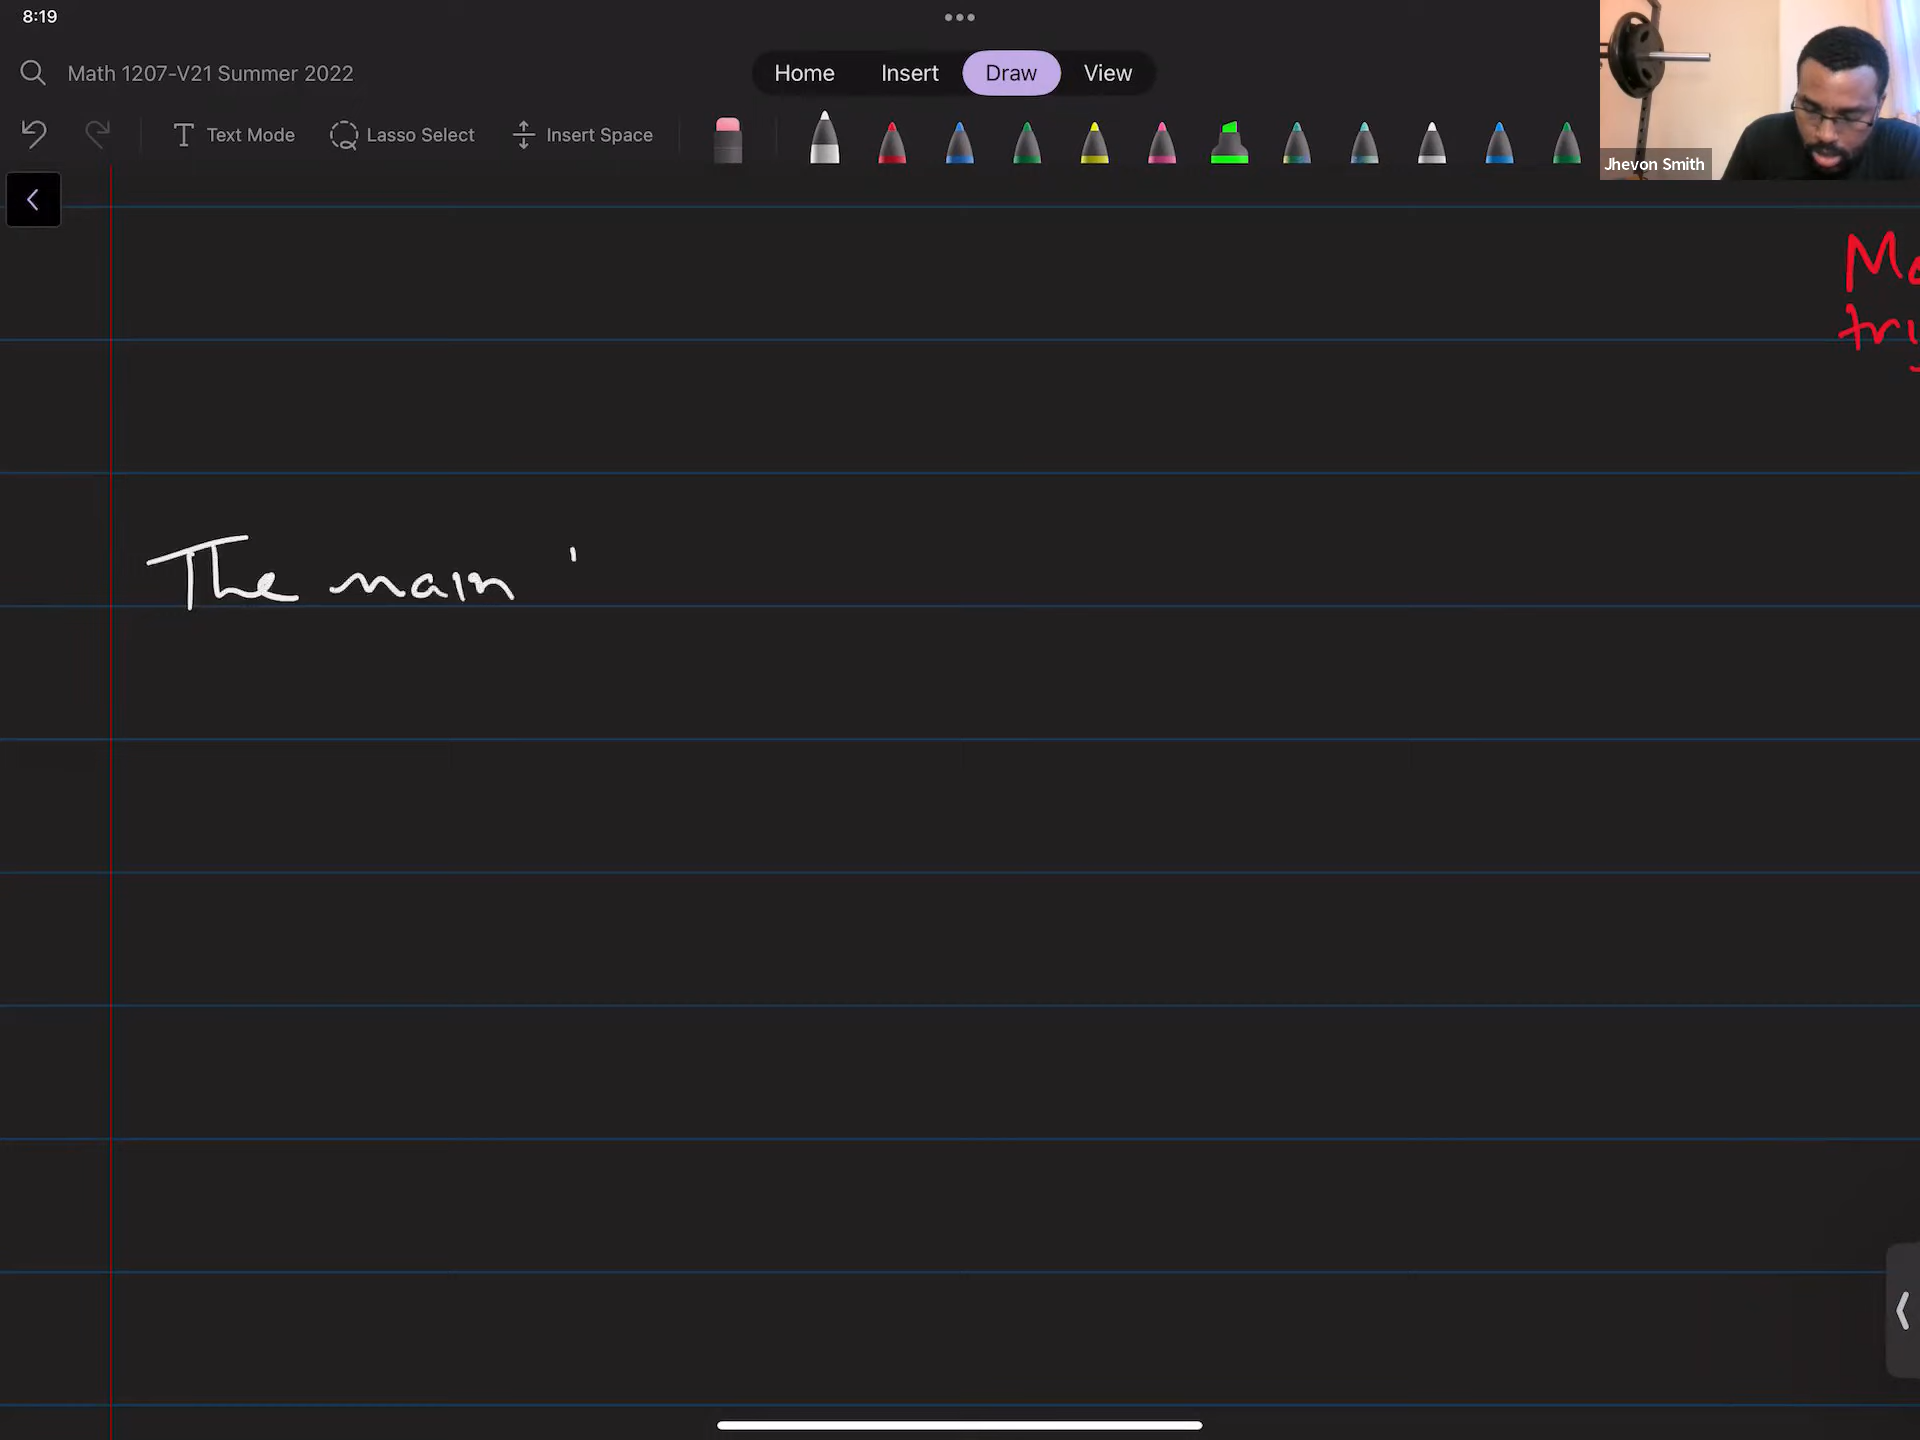 8:19
Math 1207-V21 Summer 2022
Home Insert Draw View
Text Mode Lasso Select Insert Space
Jhevon Smith
The main